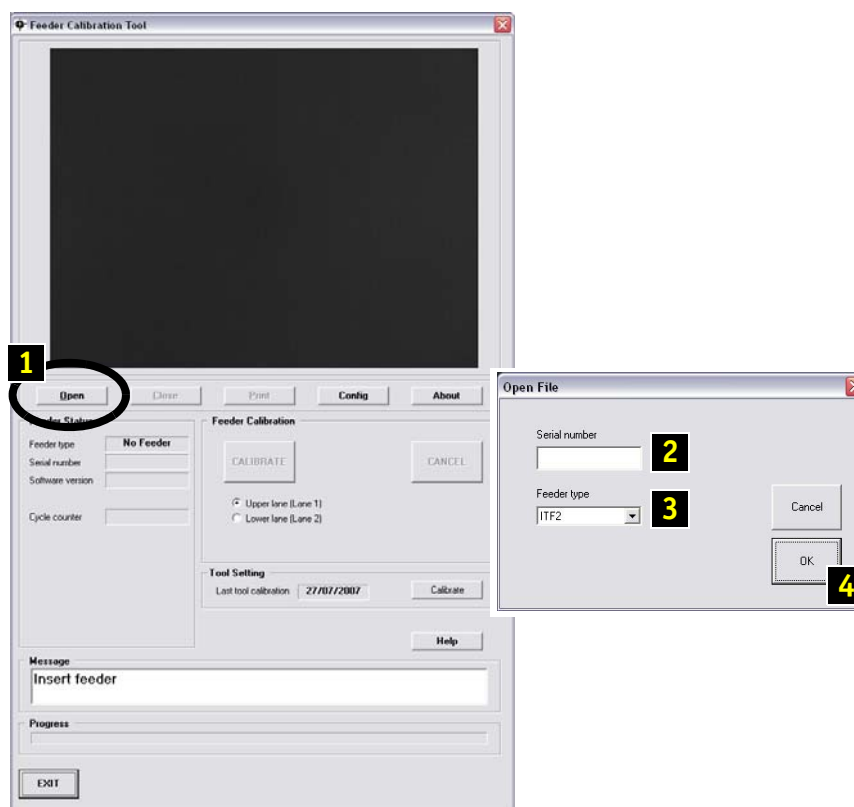 Feeder Calibration Tool
1
Open Close Print Config About
Feeder Status
Feeder type No Feeder
Serial number
Software version
Cycle counter
Feeder Calibration
CALIBRATE CANCEL
Upper lane (Lane 1)
Lower lane (Lane 2)
Tool Setting
Last tool calibration 27/07/2007 Calibrate
Help
Message
Insert feeder
Progress
EXIT
Open File
Serial number
2
Feeder type
ITF2 3
Cancel
OK
4